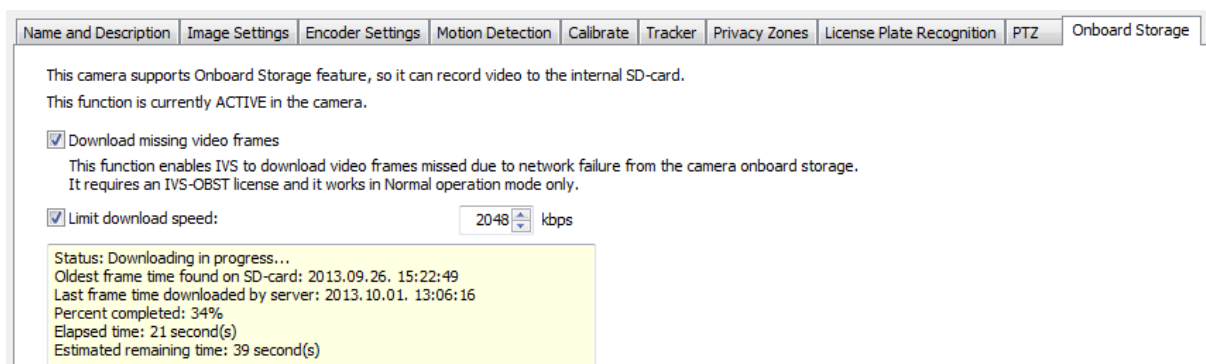 Name and Description Image Settings Encoder Settings Motion Detection Calibrate Tracker Privacy Zones License Plate Recognition PTZ Onboard Storage
This camera supports Onboard Storage feature, so it can record video to the internal SD-card.
This function is currently ACTIVE in the camera.
Download missing video frames
This function enables IVS to download video frames missed due to network failure from the camera onboard storage.
It requires an IVS-OBST license and it works in Normal operation mode only.
Limit download speed: 2048 kbps
Status: Downloading in progress...
Oldest frame time found on SD-card: 2013.09.26. 15:22:49
Last frame time downloaded by server: 2013.10.01. 13:06:16
Percent completed: 34%
Elapsed time: 21 second(s)
Estimated remaining time: 39 second(s)